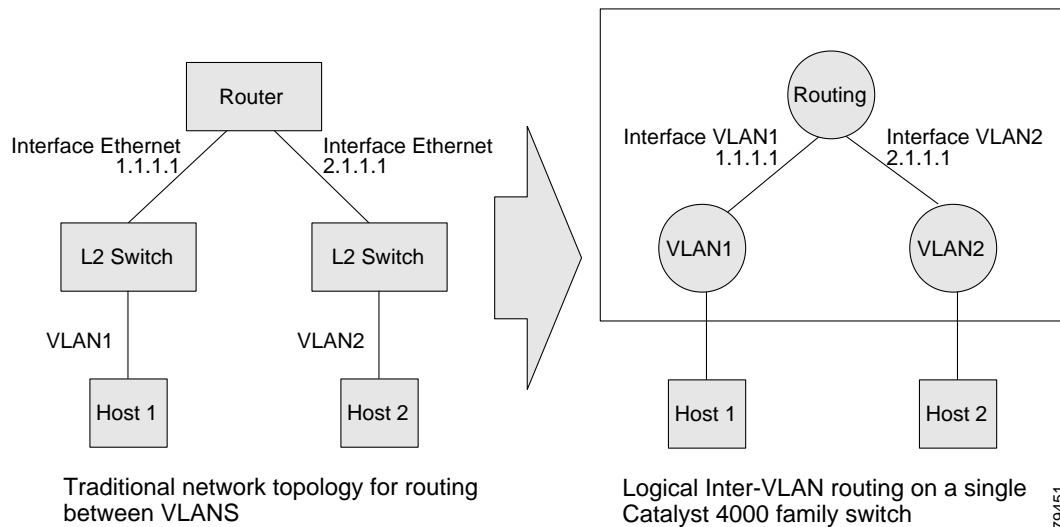 Router
Interface Ethernet
1.1.1.1
Interface Ethernet
2.1.1.1
L2 Switch
L2 Switch
VLAN1
VLAN2
Host 1
Host 2
Traditional network topology for routing
between VLANS
Routing
Interface VLAN1
1.1.1.1
Interface VLAN2
2.1.1.1
VLAN1
VLAN2
Host 1
Host 2
Logical Inter-VLAN routing on a single
Catalyst 4000 family switch
79451